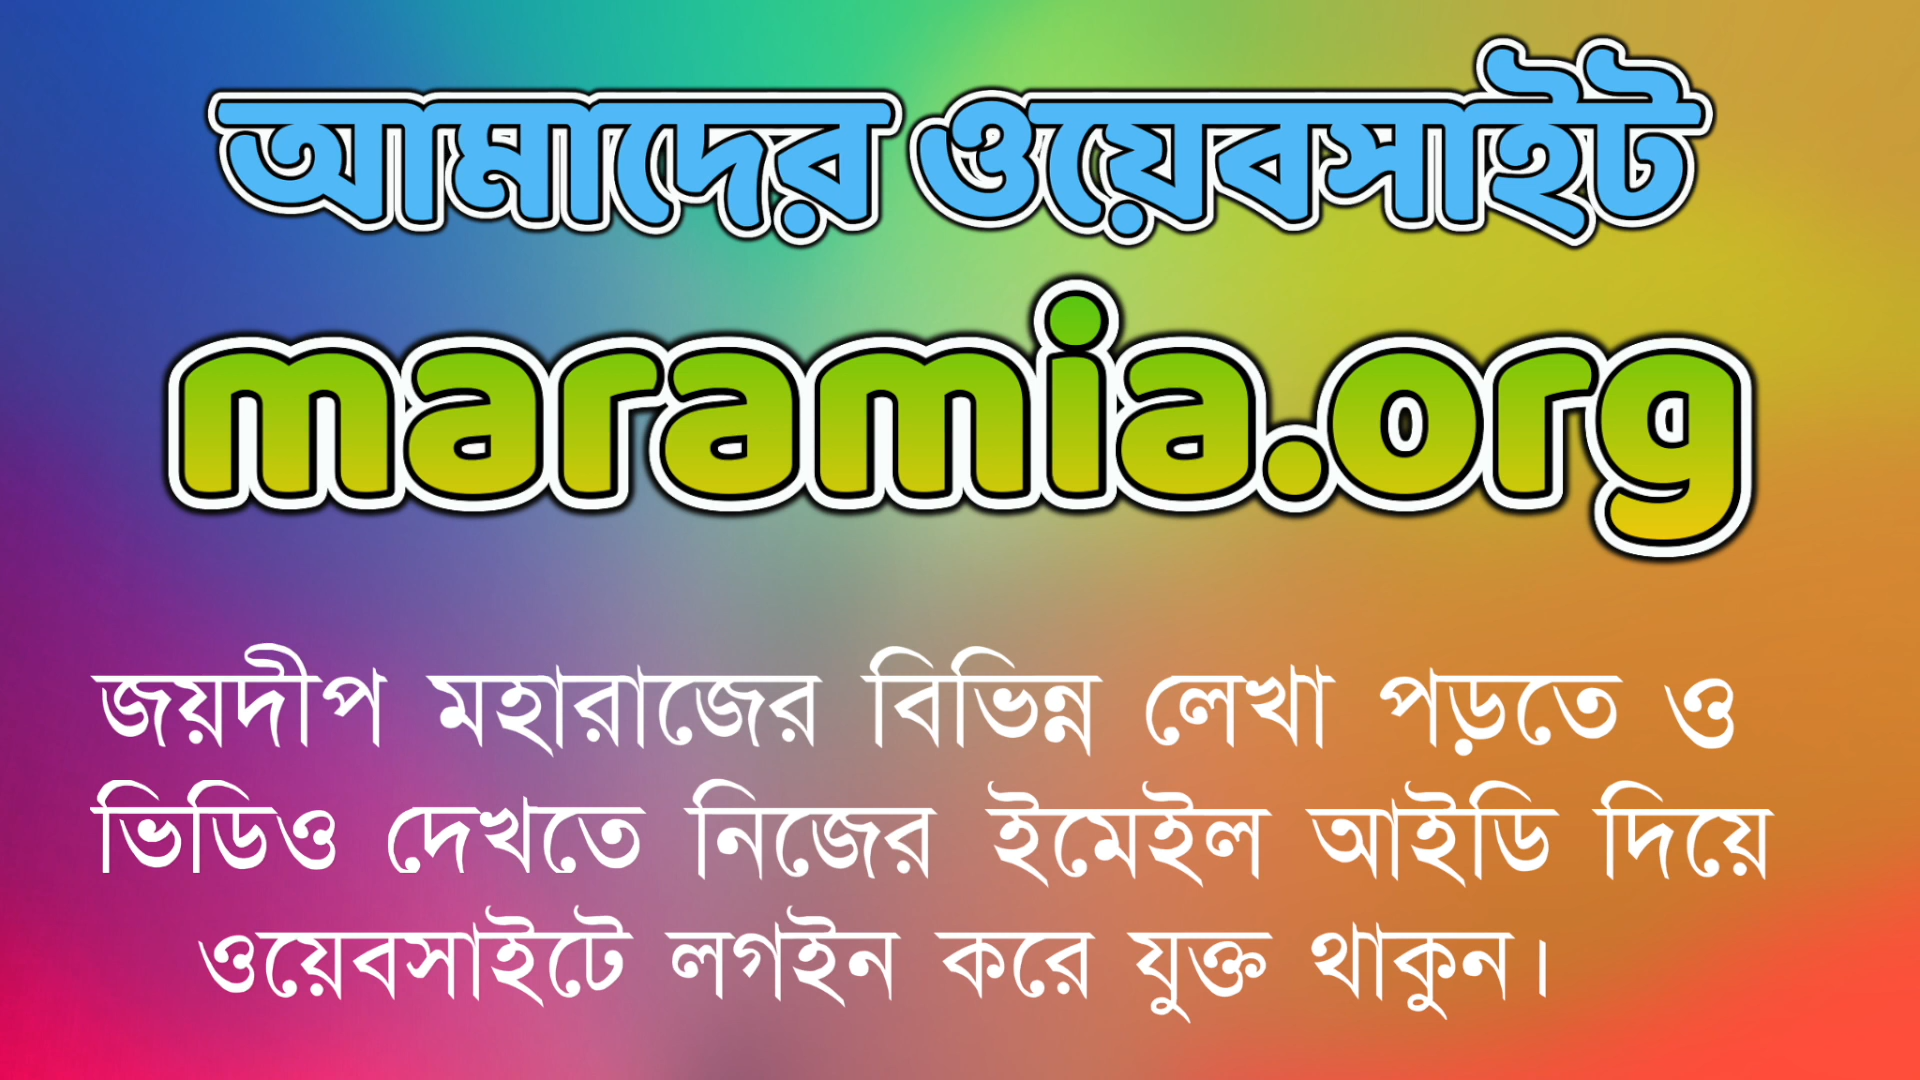 আমাদের ওয়েবসাইট
maramia.org
জয়দীপ মহারাজের বিভিন্ন লেখা পড়তে ও
ভিডিও দেখতে নিজের ইমেইল আইডি দিয়ে
ওয়েবসাইটে লগইন করে যুক্ত থাকুন।